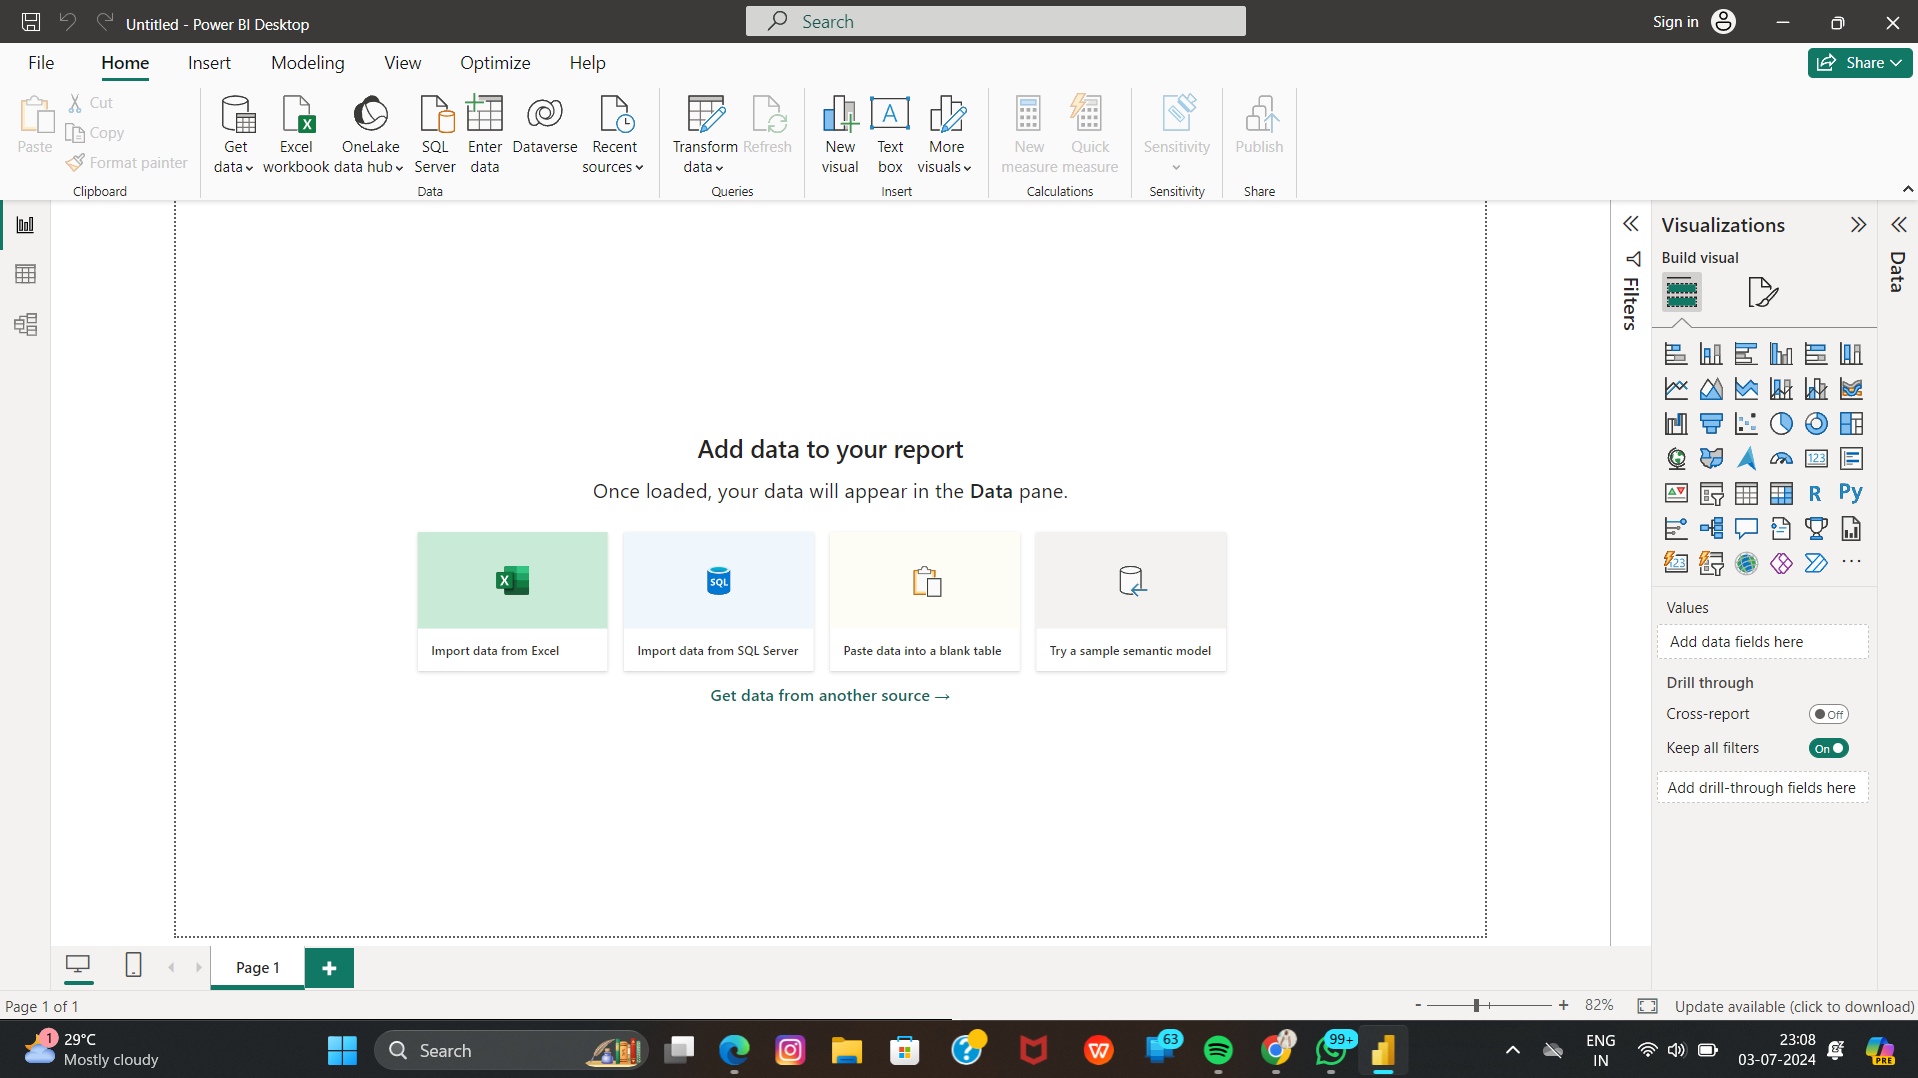 Untitled - Power BI Desktop
Search
Sign in
File
Home
Insert
Modeling
View
Optimize
Help
Share
Paste
Cut
Copy
Format painter
Clipboard
Get data
Excel workbook
OneLake data hub
SQL Server
Enter data
Dataverse
Recent sources
Data
Transform data
Refresh
Queries
New visual
A
Text box
More visuals
Insert
New measure
Quick measure
Calculations
Sensitivity
Sensitivity
Publish
Share
Add data to your report
Once loaded, your data will appear in the Data pane.
X
SQL
Import data from Excel
Import data from SQL Server
Paste data into a blank table
Try a sample semantic model
Get data from another source →
Filters
Visualizations
Build visual
123
R
Py
123
Values
Add data fields here
Drill through
Cross-report
Off
Keep all filters
On
Add drill-through fields here
Data
Page 1
Page 1 of 1
- + 82%
Update available (click to download)
1
29°C
Mostly cloudy
Search
63
99+
ENG
IN
23:08
03-07-2024
PRE